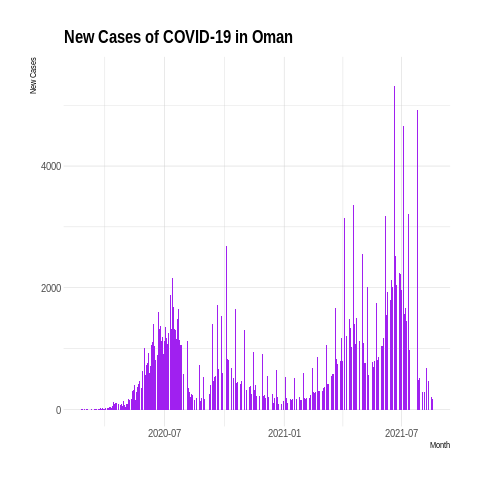 New Cases of COVID-19 in Oman
New Cases
4000
2000
0
2020-07
2021-01
2021-07
Month